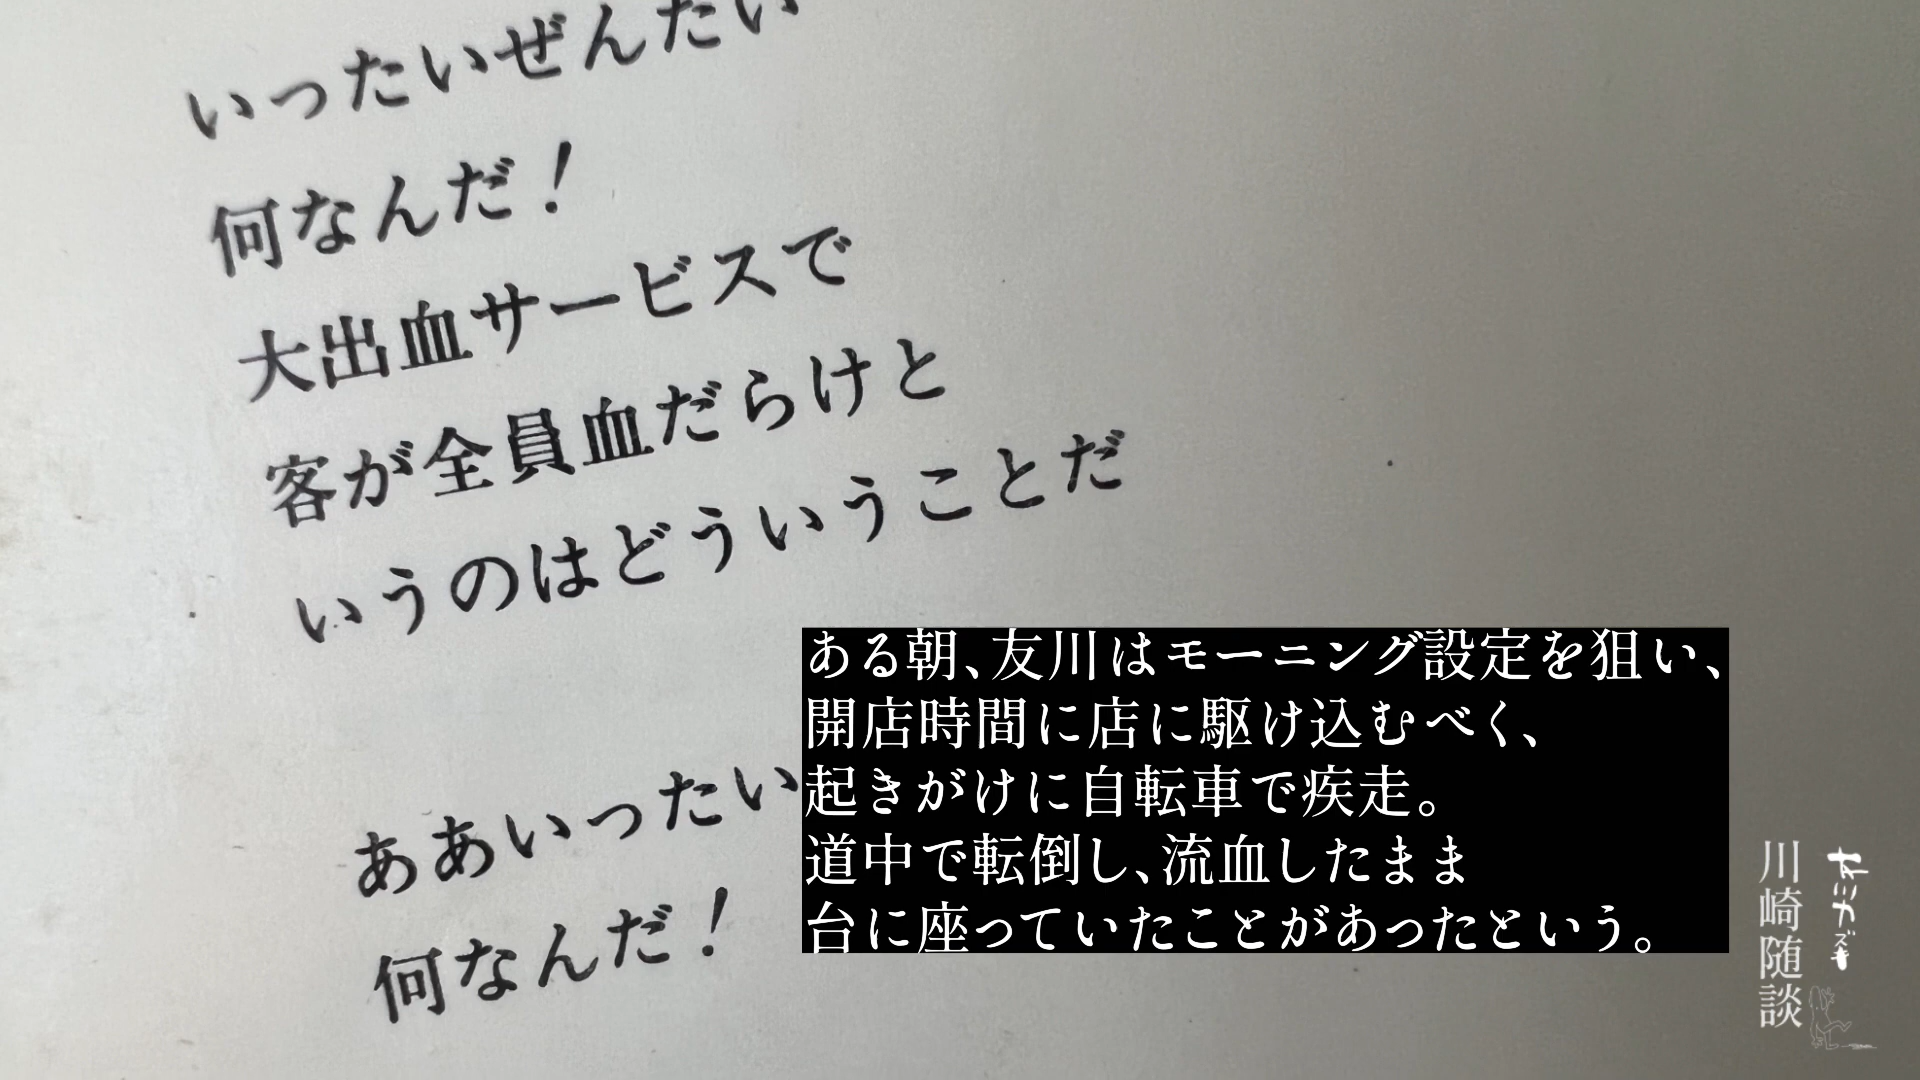 いったいぜんたい
何なんだ！
大出血サービスで
客が全員血だらけと
いうのはどういうことだ
ああいったい
何なんだ！
ある朝、友川はモーニング設定を狙い、
開店時間に店に駆け込むべく、
起きがけに自転車で疾走。
道中で転倒し、流血したまま
台に座っていたことがあったという。
川崎随談